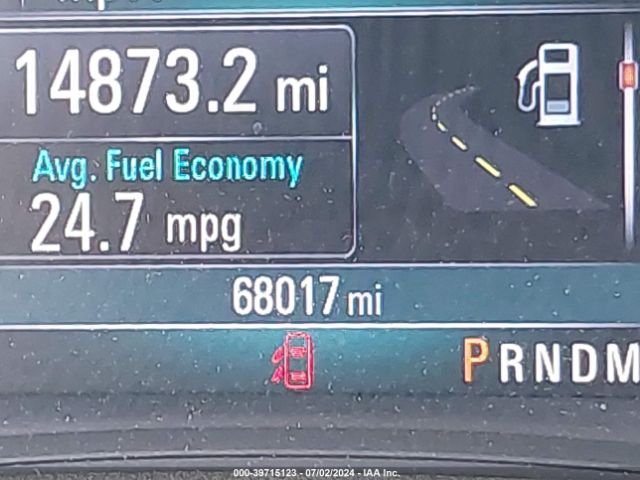 14873.2 mi
Avg. Fuel Economy
24.7 mpg
68017 mi
PRNDM
000-39715123 - 07/02/2024 - IAA Inc.